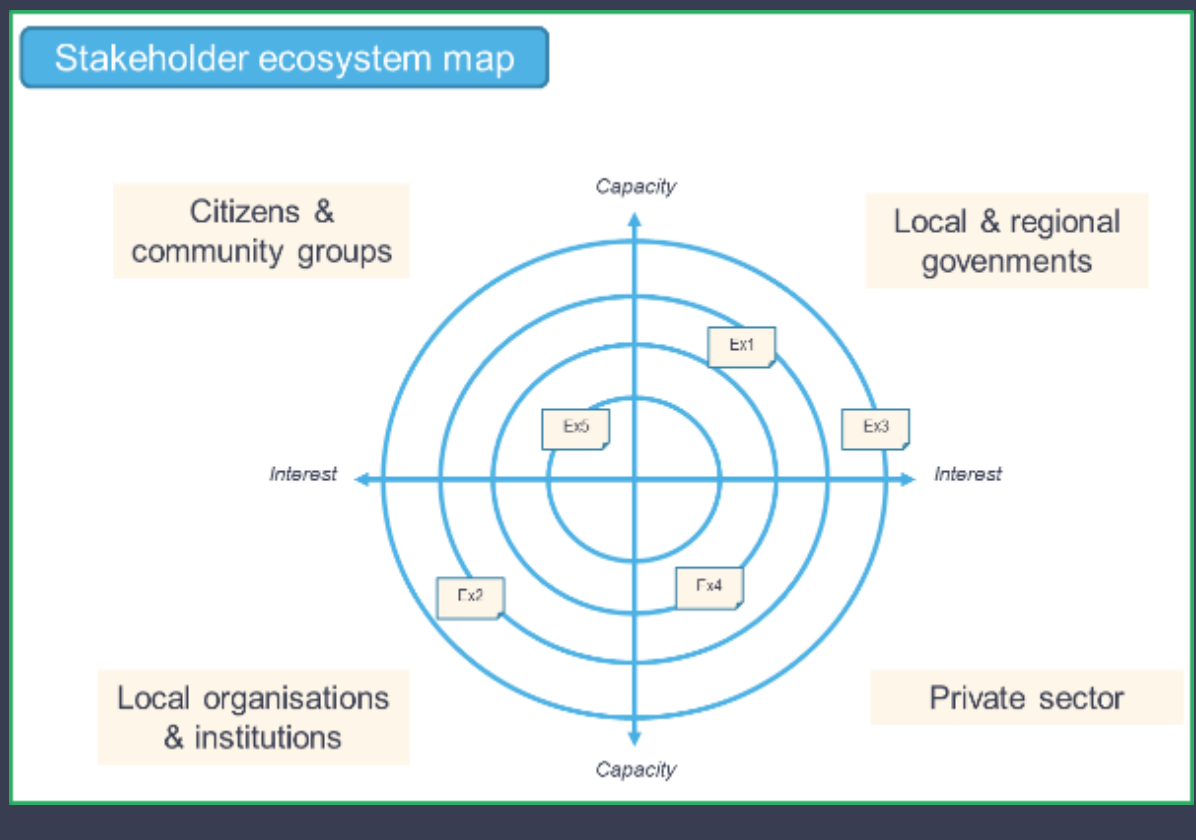 Stakeholder ecosystem map
Capacity
Citizens &
community groups
Local & regional
govenments
Ex1
Ex5
Ex3
Interest
Interest
Ex2
Ex4
Local organisations
& institutions
Private sector
Capacity